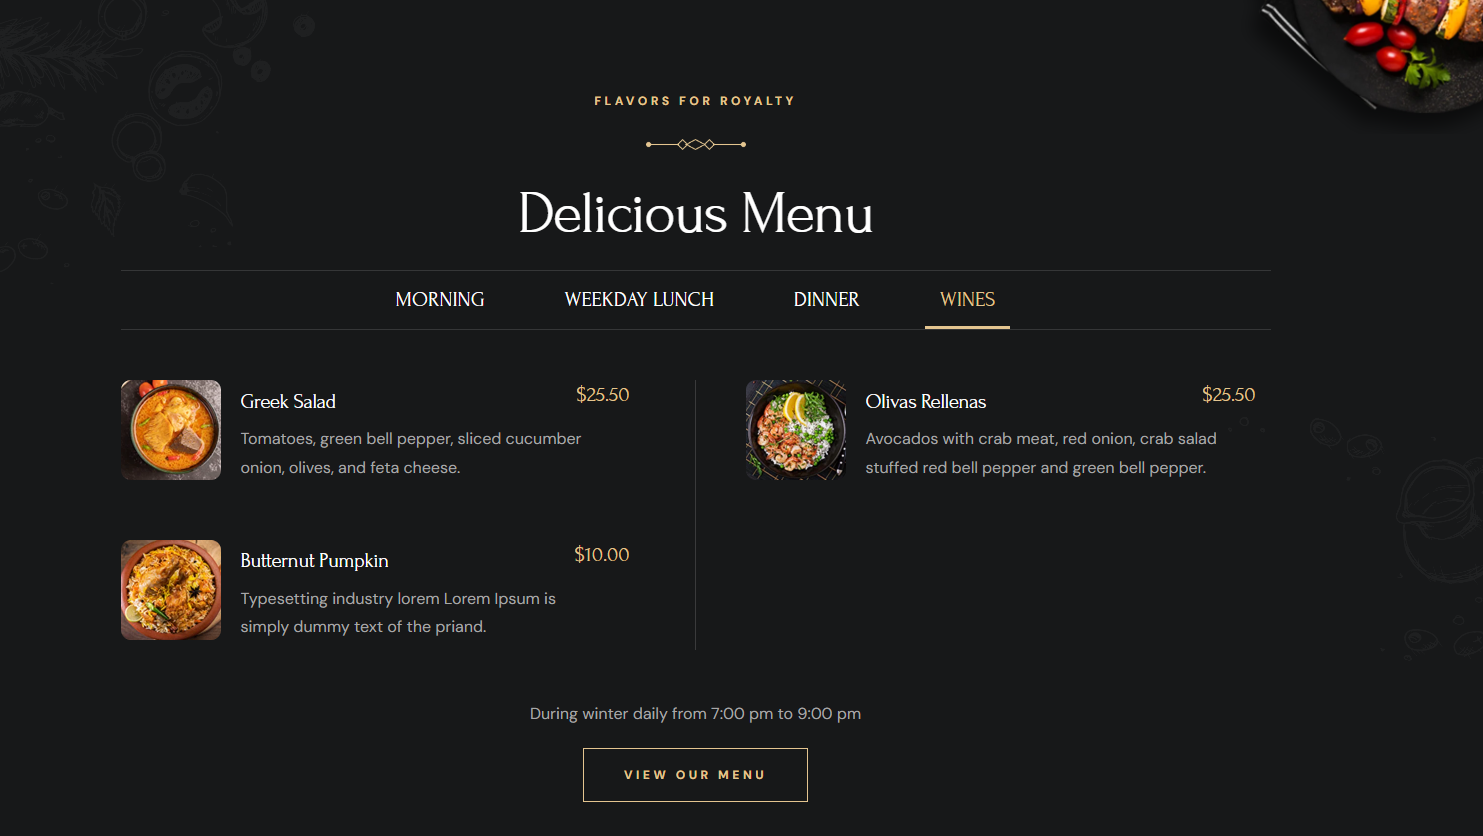 FLAVORS FOR ROYALTY
Delicious Menu
MORNING WEEKDAY LUNCH DINNER WINES
Greek Salad $25.50
Tomatoes, green bell pepper, sliced cucumber
onion, olives, and feta cheese.
Butternut Pumpkin $10.00
Typesetting industry lorem Lorem Ipsum is
simply dummy text of the priand.
Olivas Rellenas $25.50
Avocados with crab meat, red onion, crab salad
stuffed red bell pepper and green bell pepper.
During winter daily from 7:00 pm to 9:00 pm
VIEW OUR MENU